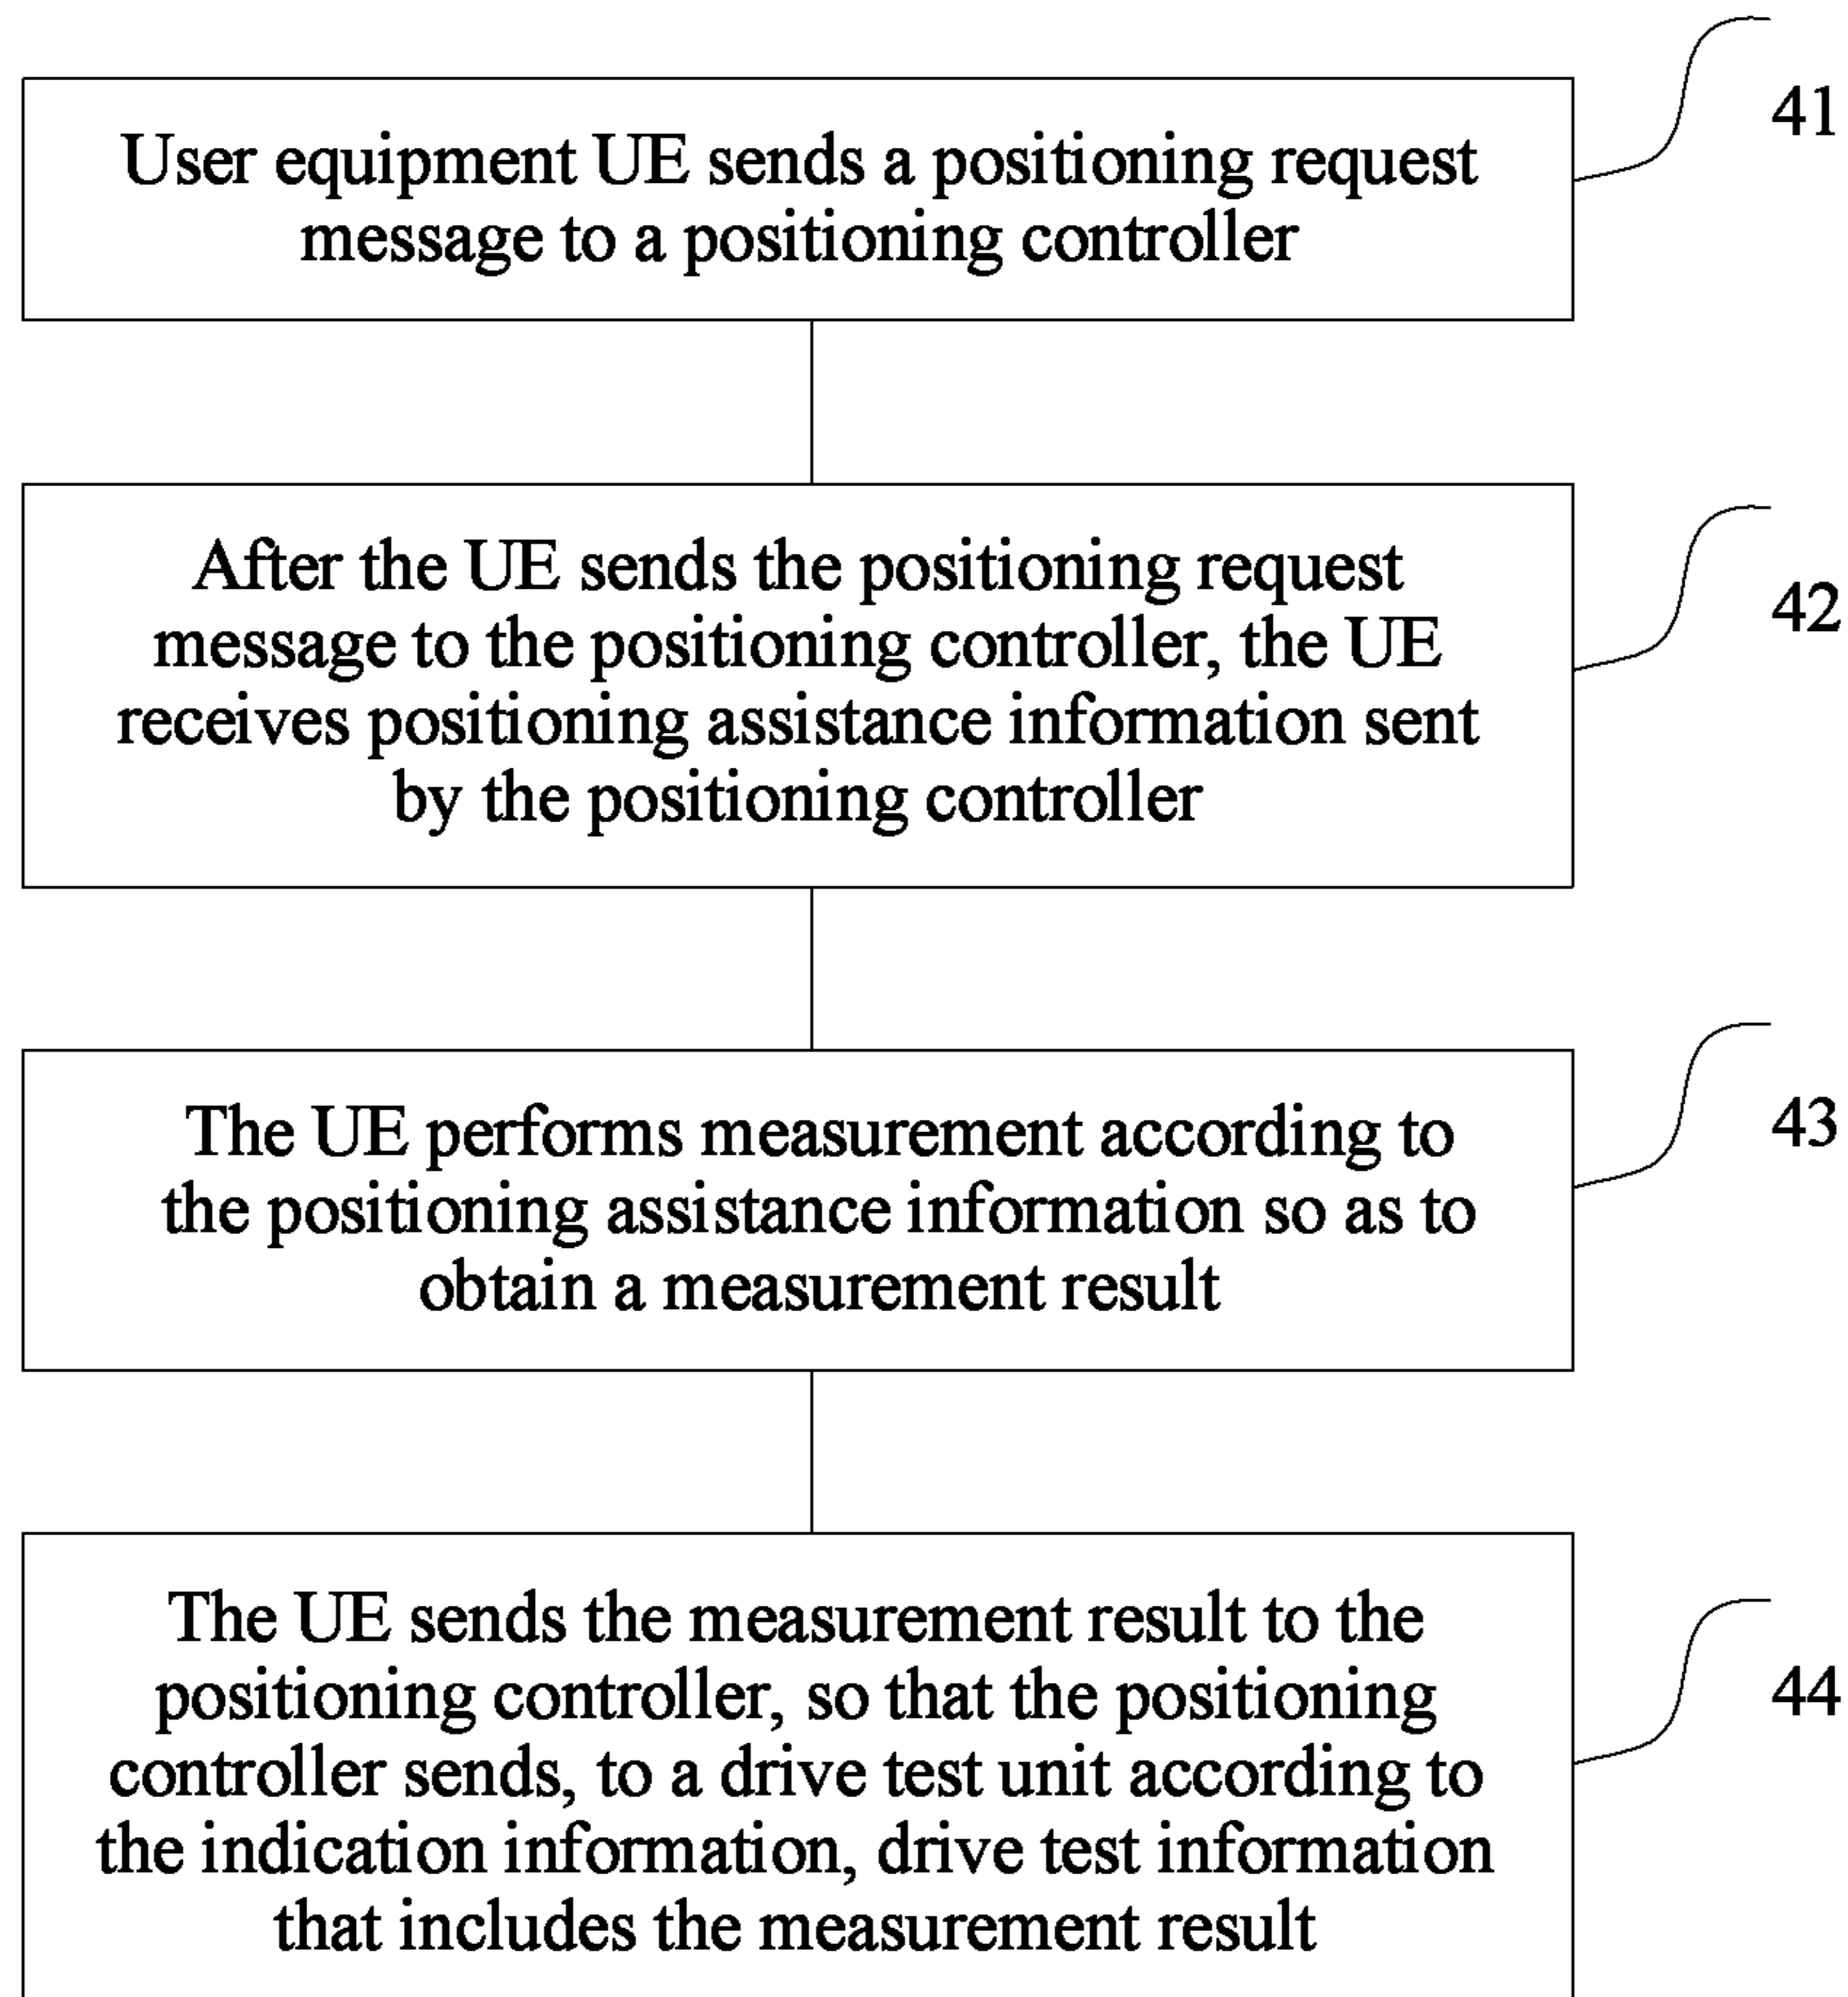 User equipment UE sends a positioning request
message to a positioning controller
41
After the UE sends the positioning request
message to the positioning controller, the UE
receives positioning assistance information sent
by the positioning controller
42
The UE performs measurement according to
the positioning assistance information so as to
obtain a measurement result
43
The UE sends the measurement result to the
positioning controller, so that the positioning
controller sends, to a drive test unit according to
the indication information, drive test information
that includes the measurement result
44